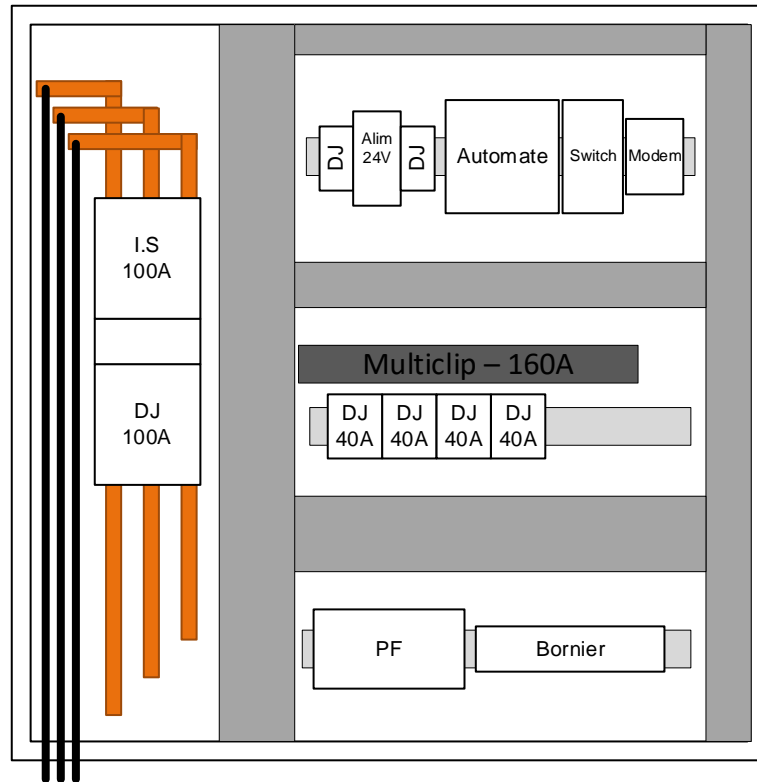 DJ
Alim
24V
DJ
Automate
Switch
Modem
I.S
100A
Multiclip – 160A
DJ
100A
DJ
40A
DJ
40A
DJ
40A
DJ
40A
PF
Bornier